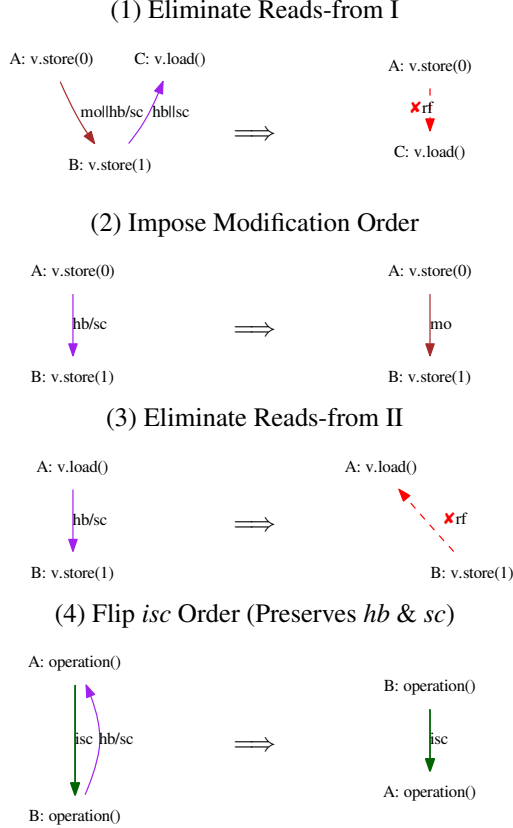 (1) Eliminate Reads-from I
A: v.store(0) C: v.load() A: v.store(0)
mo||hb/sc hb||sc ⟹ ✘rf
B: v.store(1) C: v.load()
(2) Impose Modification Order
A: v.store(0) A: v.store(0)
hb/sc ⟹ mo
B: v.store(1) B: v.store(1)
(3) Eliminate Reads-from II
A: v.load() A: v.load()
hb/sc ⟹ ✘rf
B: v.store(1) B: v.store(1)
(4) Flip isc Order (Preserves hb & sc)
A: operation() B: operation()
isc hb/sc ⟹ isc
B: operation() A: operation()